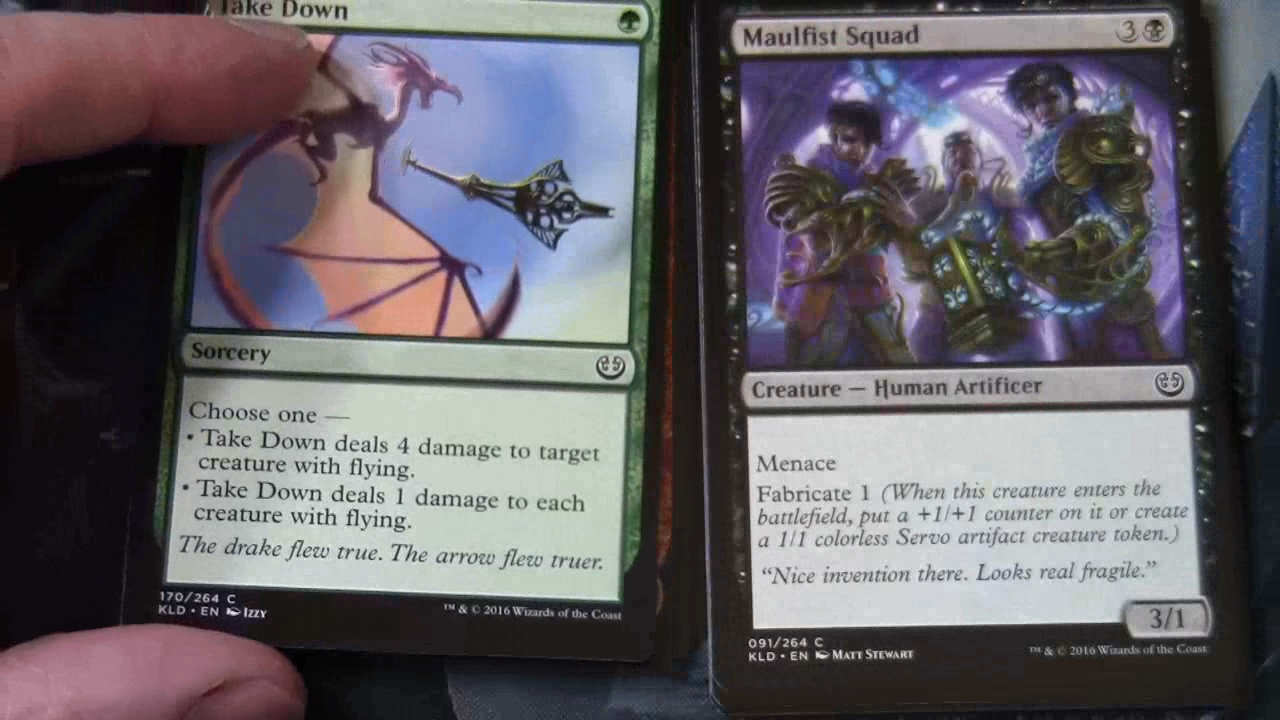 Take Down
Sorcery
Choose one —
• Take Down deals 4 damage to target
creature with flying.
• Take Down deals 1 damage to each
creature with flying.
The drake flew true. The arrow flew truer.
170/264 C
KLD • EN Izzy
™ & © 2016 Wizards of the Coast
Maulfist Squad
3
Creature — Human Artificer
Menace
Fabricate 1 (When this creature enters the
battlefield, put a +1/+1 counter on it or create
a 1/1 colorless Servo artifact creature token.)
“Nice invention there. Looks real fragile.”
3/1
091/264 C
KLD • EN Matt Stewart
™ & © 2016 Wizards of the Coast